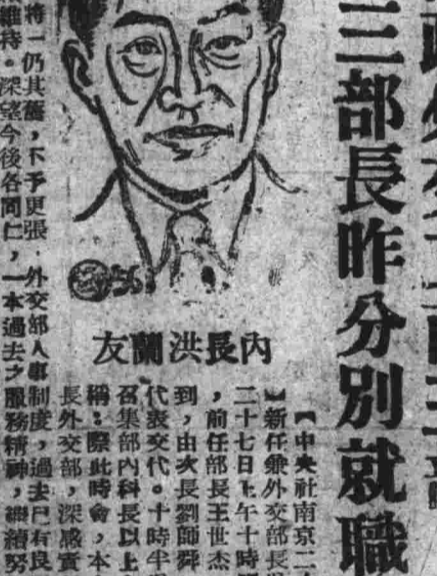 三部長昨分別就職
內長洪蘭友
【中央社南京二
】新任兼外交部長
二十七日上午十時
，前任部長王世杰
到，由次長劉師舜
代表交代。十時半
召集部內科長以上
稱：際此時會，本
長外交部，深感責
將一仍其舊，不予更張．外交部人事制度，過去已有良
維持。深望今後各同仁，一本過去之服務精神，繼續努